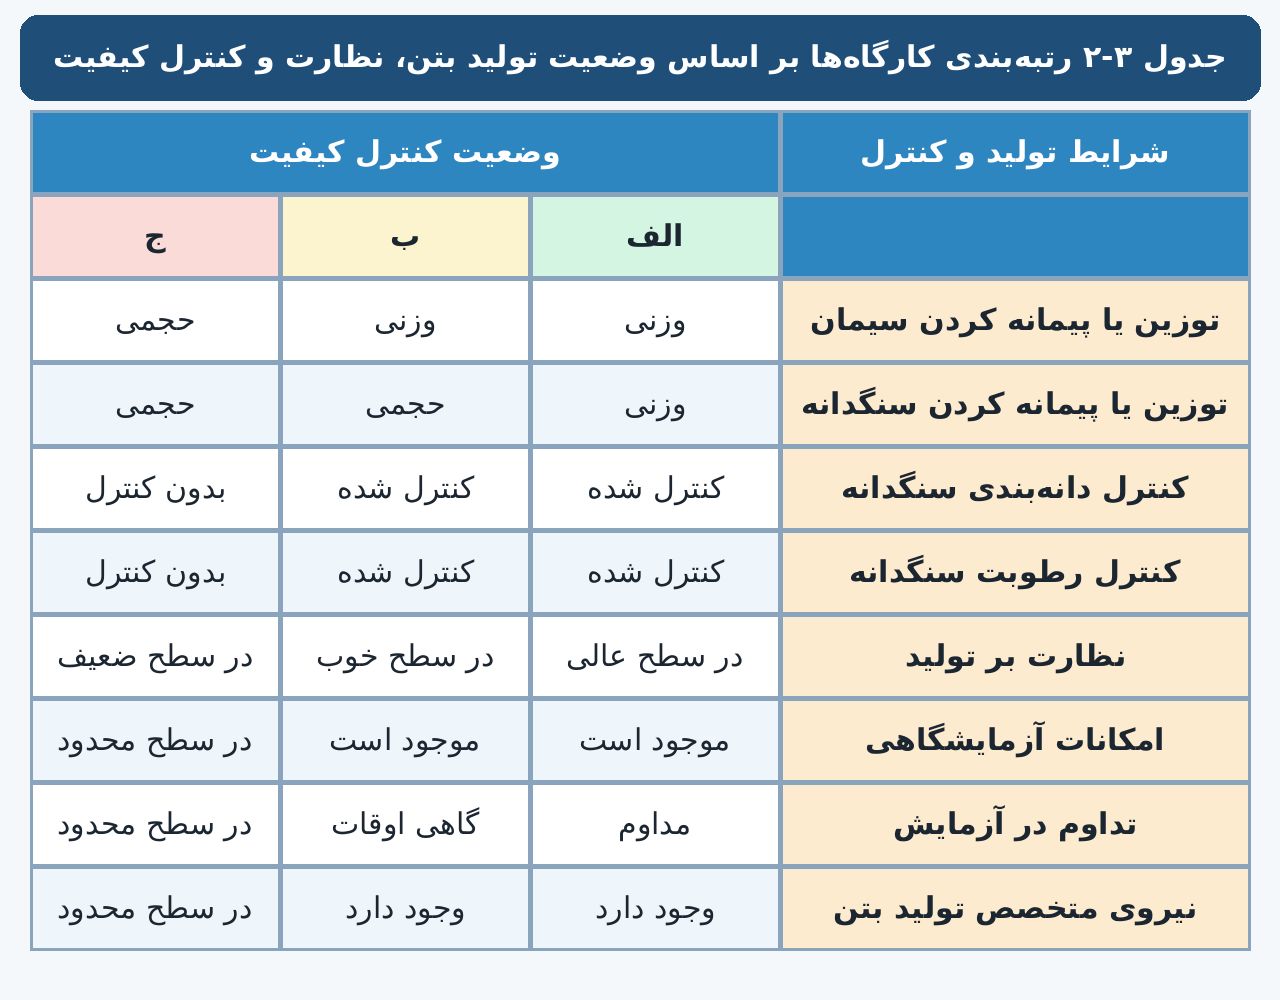 جدول ۳-۲ رتبه‌بندی کارگاه‌ها بر اساس وضعیت تولید بتن، نظارت و کنترل کیفیت
شرایط تولید و کنترل وضعیت کنترل کیفیت
الف ب ج
توزین یا پیمانه کردن سیمان وزنی وزنی حجمی
توزین یا پیمانه کردن سنگدانه وزنی حجمی حجمی
کنترل دانه‌بندی سنگدانه کنترل شده کنترل شده بدون کنترل
کنترل رطوبت سنگدانه کنترل شده کنترل شده بدون کنترل
نظارت بر تولید در سطح عالی در سطح خوب در سطح ضعیف
امکانات آزمایشگاهی موجود است موجود است در سطح محدود
تداوم در آزمایش مداوم گاهی اوقات در سطح محدود
نیروی متخصص تولید بتن وجود دارد وجود دارد در سطح محدود